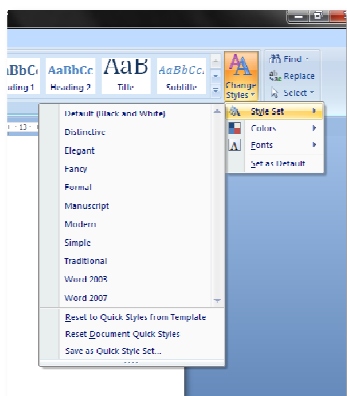 Find
Replace
Select
ABbC AaBbCc AaB AaBbCc.
ading 1 Heading 2 Title Subtitle
Change
Styles
Style Set
Colors
Fonts
Set as Default
Default (Black and White)
Distinctive
Elegant
Fancy
Formal
Manuscript
Modern
Simple
Traditional
Word 2003
Word 2007
Reset to Quick Styles from Template
Reset Document Quick Styles
Save as Quick Style Set...